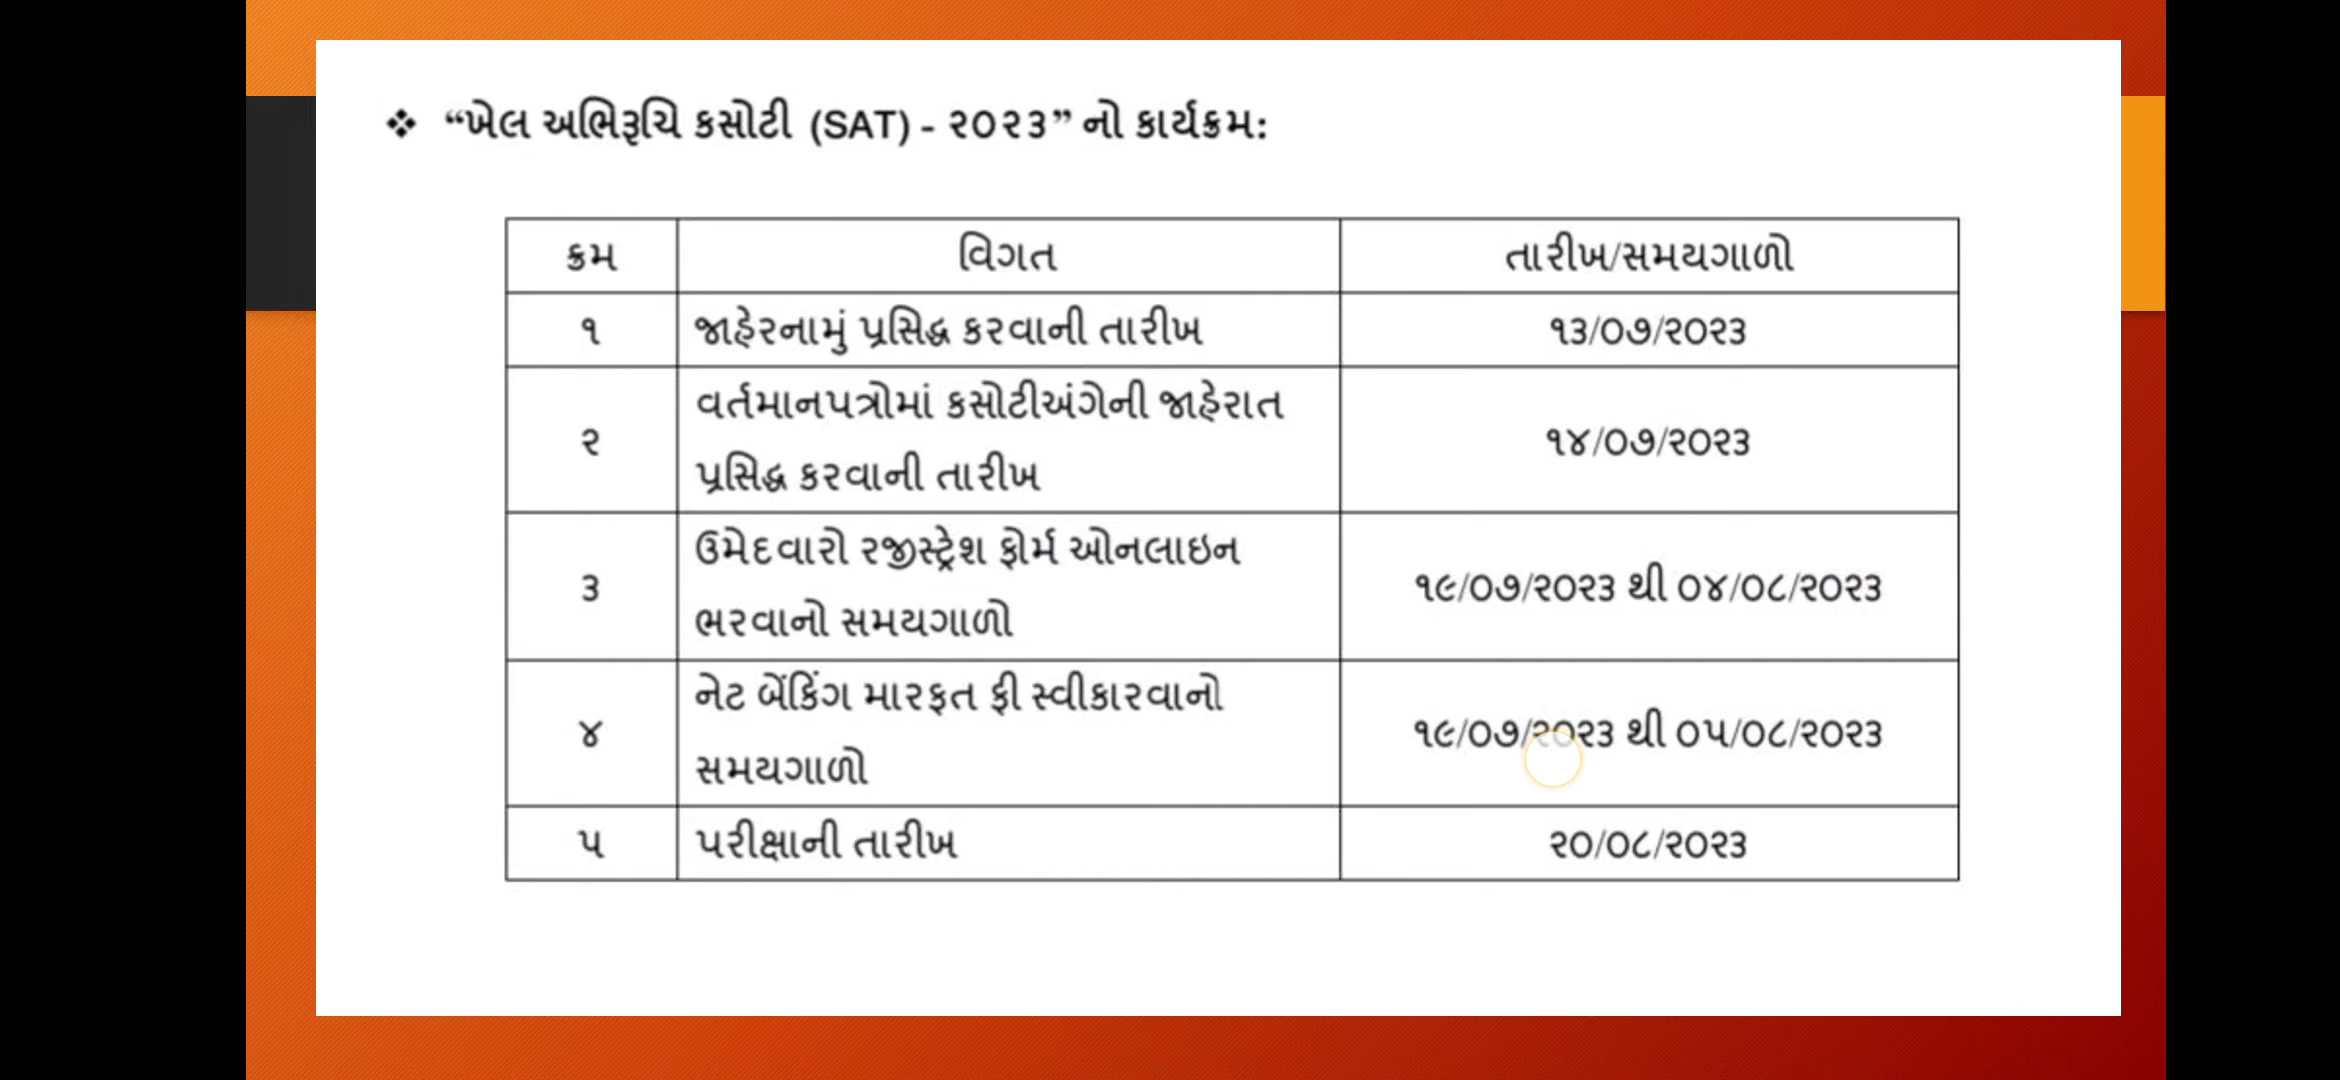 ❖ “ખેલ અભિરૂચિ કસોટી (SAT) - ૨૦૨૩” નો કાર્યક્રમ:
ક્રમ વિગત તારીખ/સમયગાળો
૧ જાહેરનામું પ્રસિદ્ધ કરવાની તારીખ ૧૩/૦૭/૨૦૨૩
૨ વર્તમાનપત્રોમાં કસોટીઅંગેની જાહેરાત
પ્રસિદ્ધ કરવાની તારીખ ૧૪/૦૭/૨૦૨૩
૩ ઉમેદવારો રજીસ્ટ્રેશ ફોર્મ ઓનલાઇન
ભરવાનો સમયગાળો ૧૯/૦૭/૨૦૨૩ થી ૦૪/૦૮/૨૦૨૩
૪ નેટ બેંકિંગ મારફત ફી સ્વીકારવાનો
સમયગાળો ૧૯/૦૭/૨૦૨૩ થી ૦૫/૦૮/૨૦૨૩
૫ પરીક્ષાની તારીખ ૨૦/૦૮/૨૦૨૩